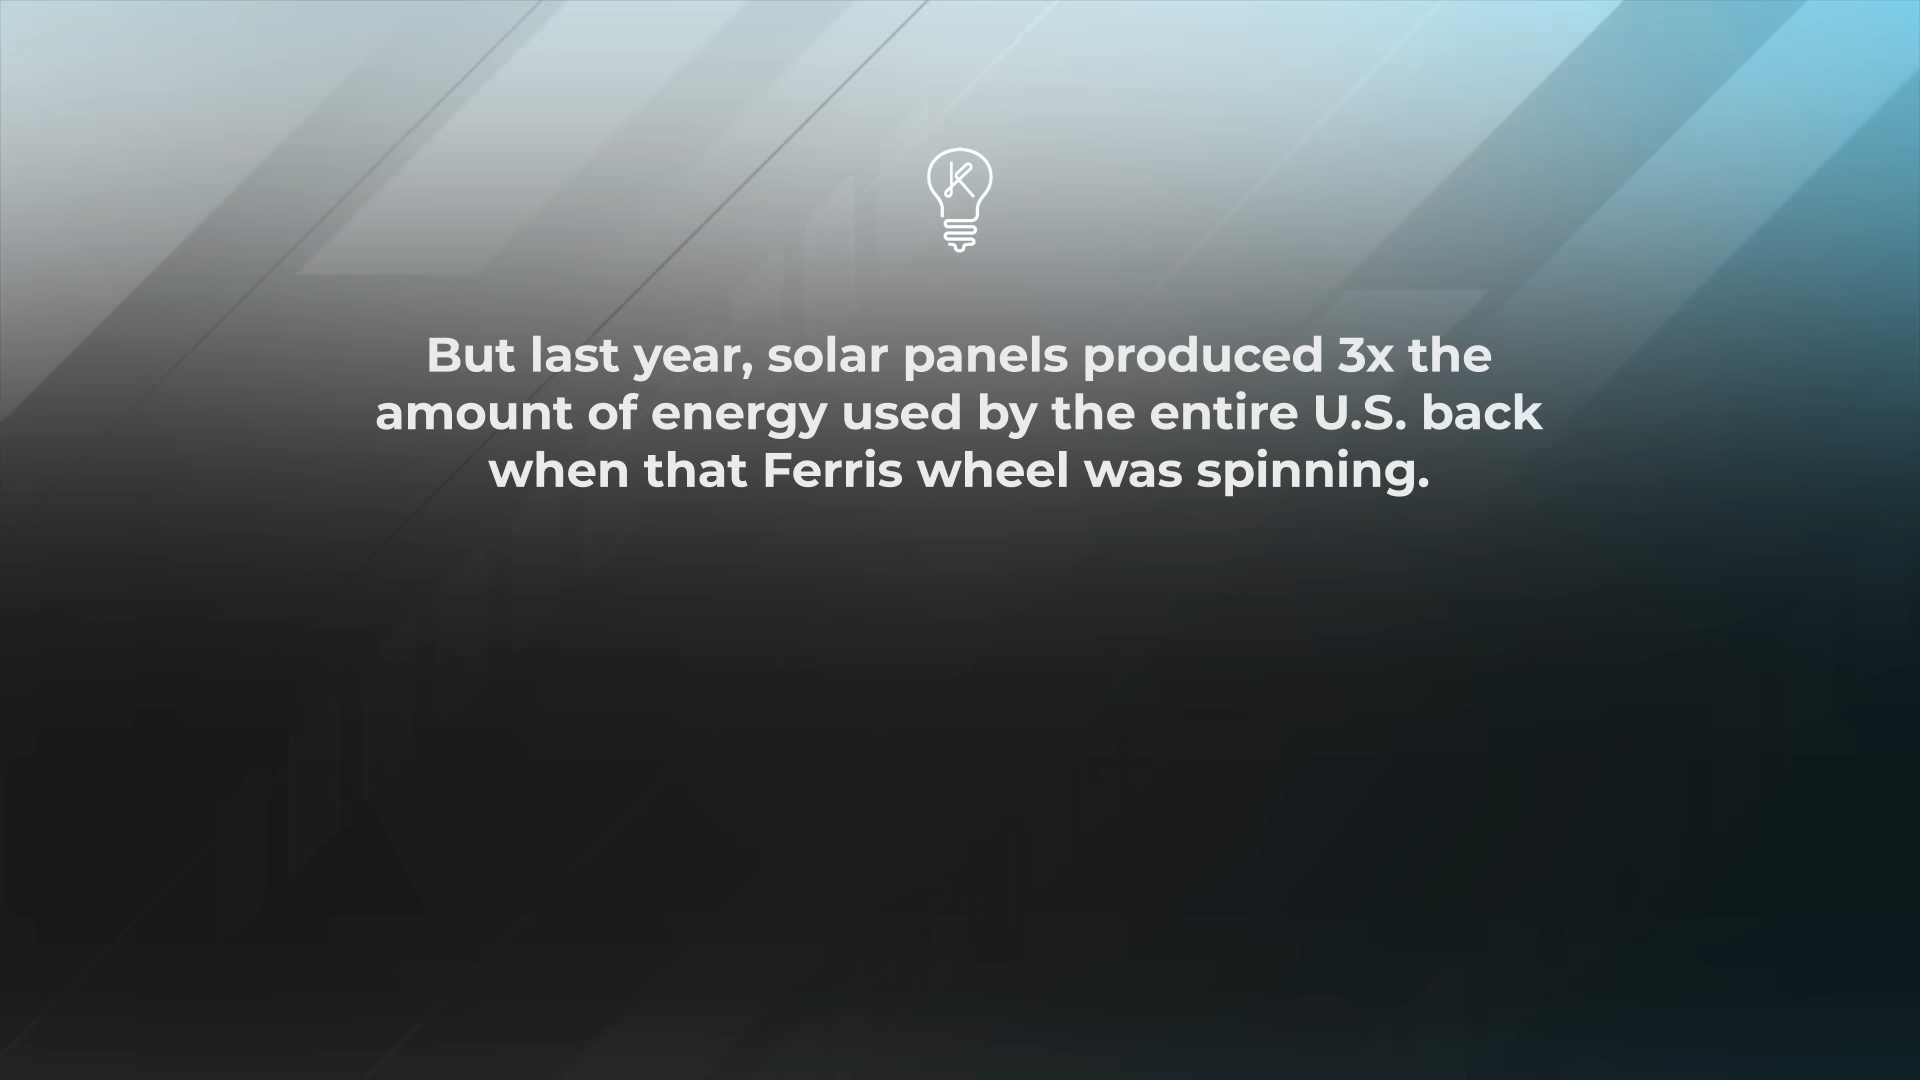 K
But last year, solar panels produced 3x the
amount of energy used by the entire U.S. back
when that Ferris wheel was spinning.